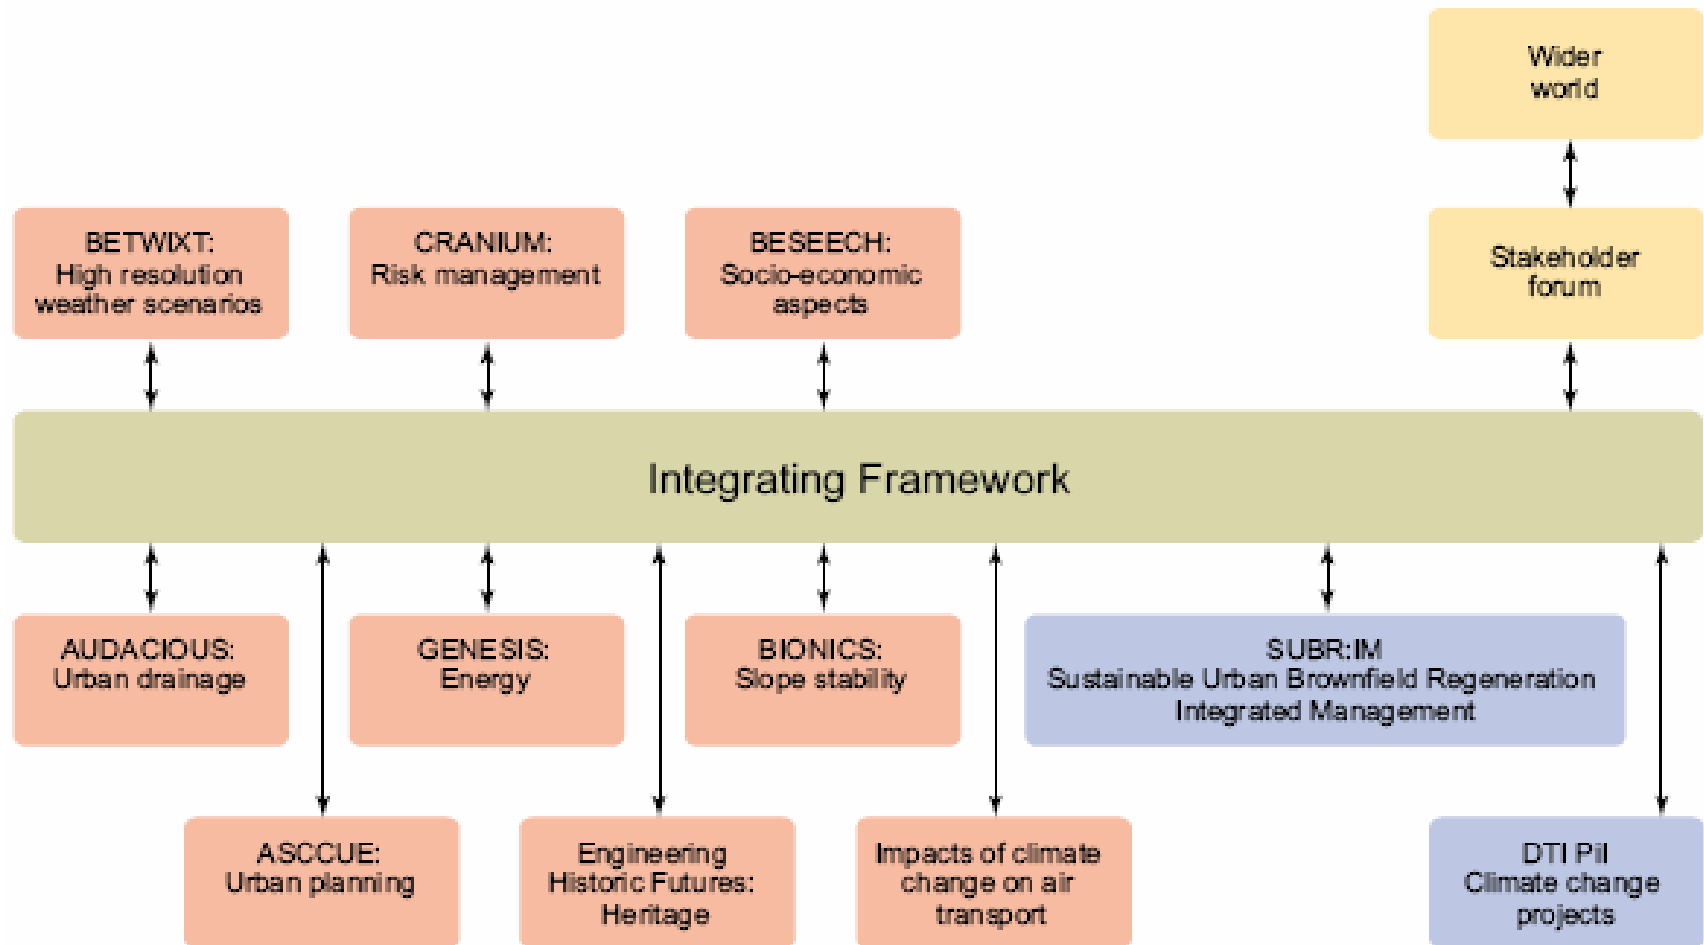 Wider
world
BETWIXT:
High resolution
weather scenarios
CRANIUM:
Risk management
BESEECH:
Socio-economic
aspects
Stakeholder
forum
Integrating Framework
AUDACIOUS:
Urban drainage
GENESIS:
Energy
BIONICS:
Slope stability
SUBR:IM
Sustainable Urban Brownfield Regeneration
Integrated Management
ASCCUE:
Urban planning
Engineering
Historic Futures:
Heritage
Impacts of climate
change on air
transport
DTI PiI
Climate change
projects